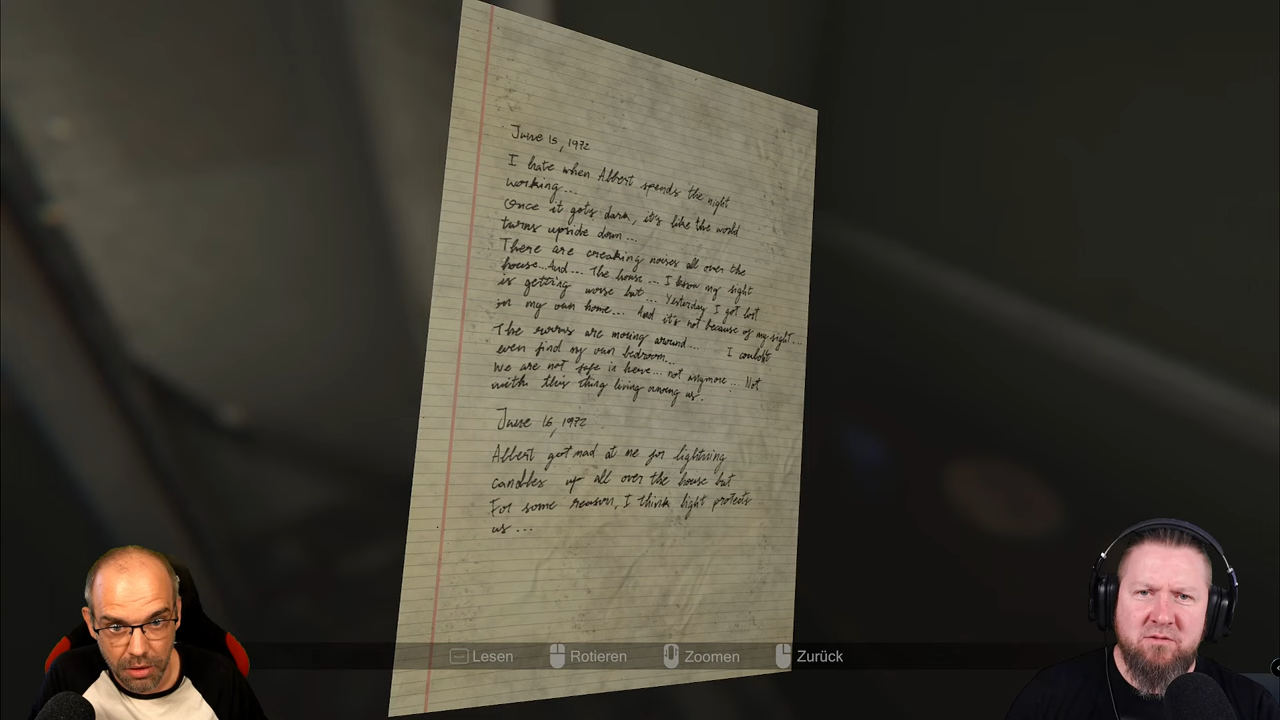 June 15, 1972
I hate when Albert spends the night
working...
Once it gets dark, it's like the world
turns upside down...
There are creaking noises all over the
house...And... The house... I know my sight
is getting worse but... Yesterday I got lost
in my own home... And it's not because of my sight...
The rooms are moving around... I couldn't
even find my own bedroom...
We are not safe in here... not anymore... Not
with this thing living among us.
June 16, 1972
Albert got mad at me for lightning
candles up all over the house but
For some reason, I think light protects
us...
Lesen
Rotieren
Zoomen
Zurück